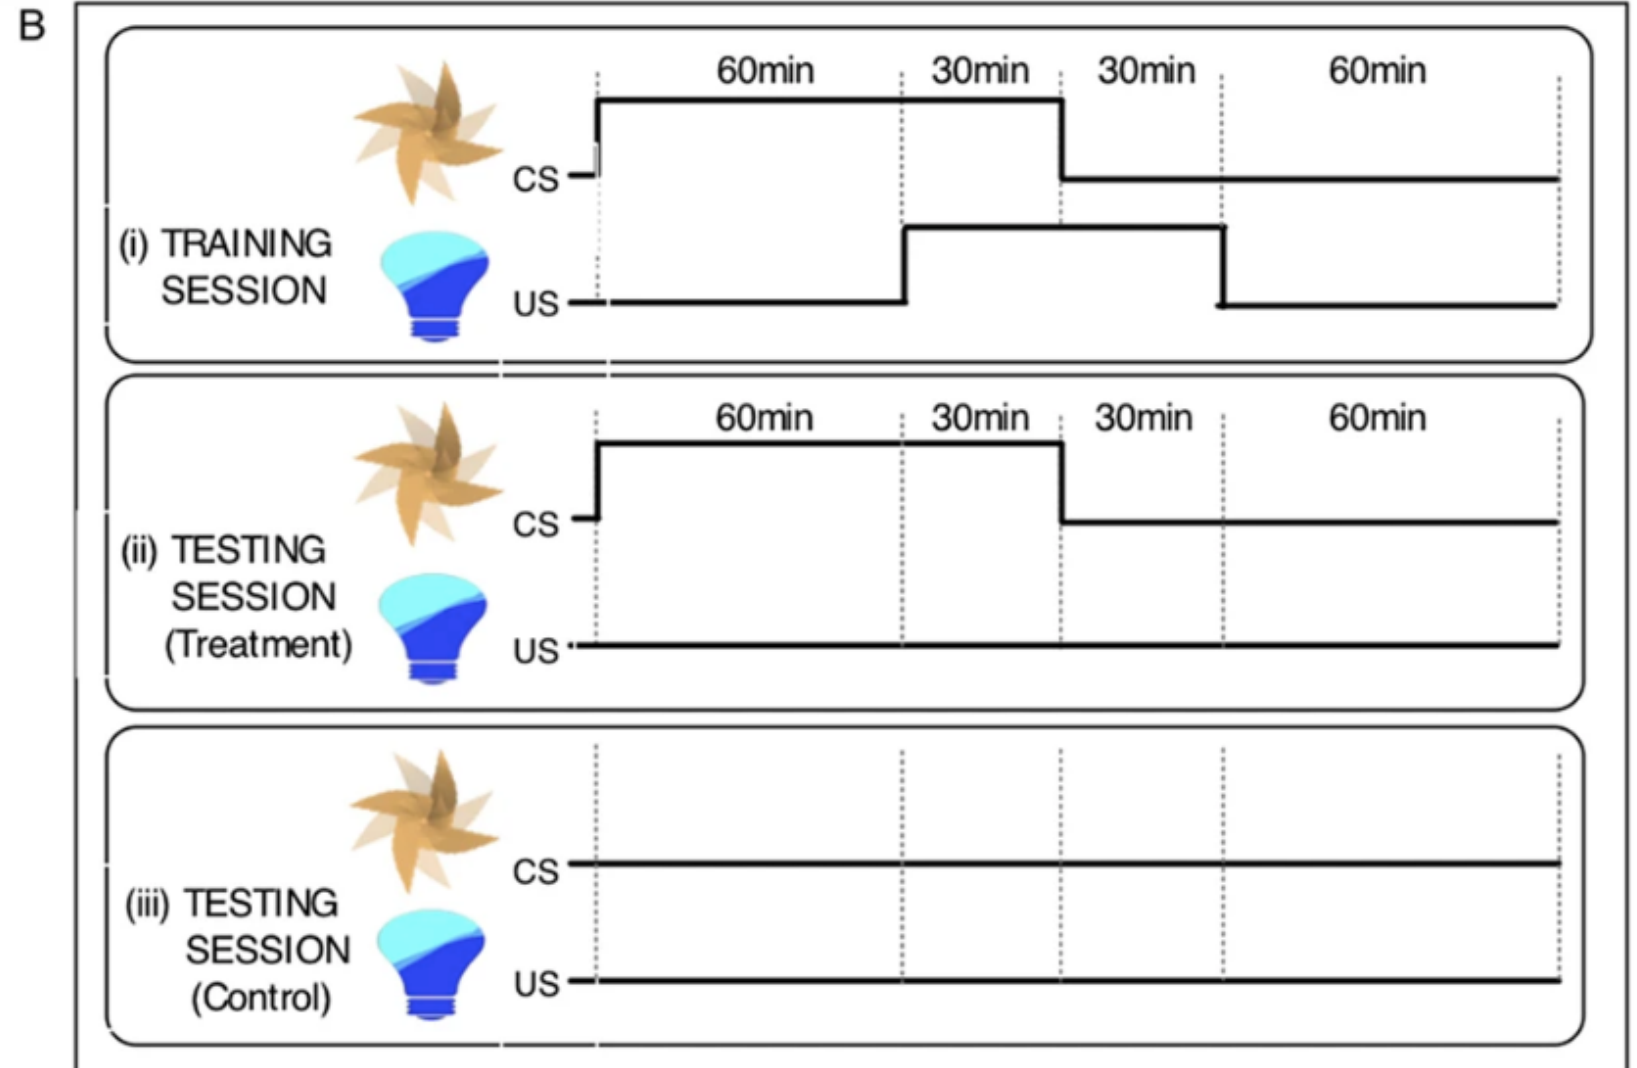 B
60min 30min 30min 60min
CS
(i) TRAINING
SESSION
US
60min 30min 30min 60min
CS
(ii) TESTING
SESSION
(Treatment)
US
CS
(iii) TESTING
SESSION
(Control)
US